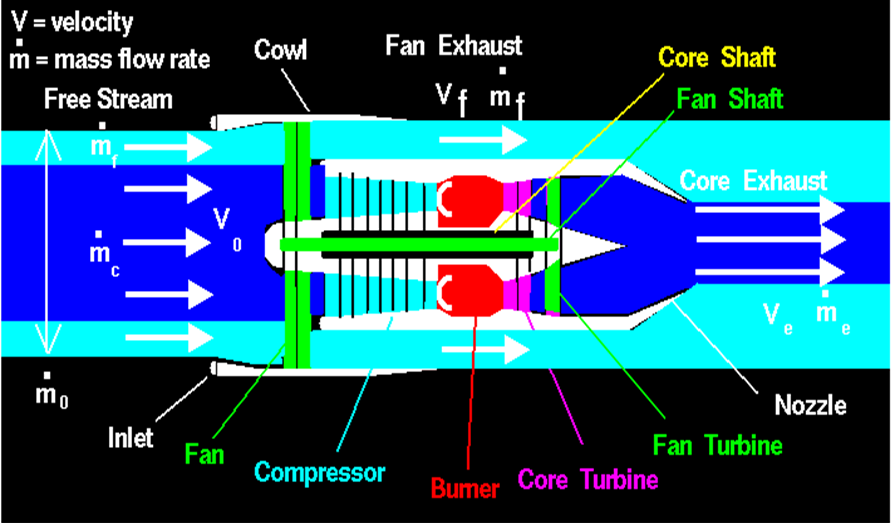 V = velocity
ṁ = mass flow rate
Free Stream
Cowl
Fan Exhaust
V f ṁ f
Core Shaft
Fan Shaft
ṁ f
V 0
ṁ c
Core Exhaust
V e ṁ e
ṁ 0
Inlet
Fan
Compressor
Burner
Core Turbine
Fan Turbine
Nozzle